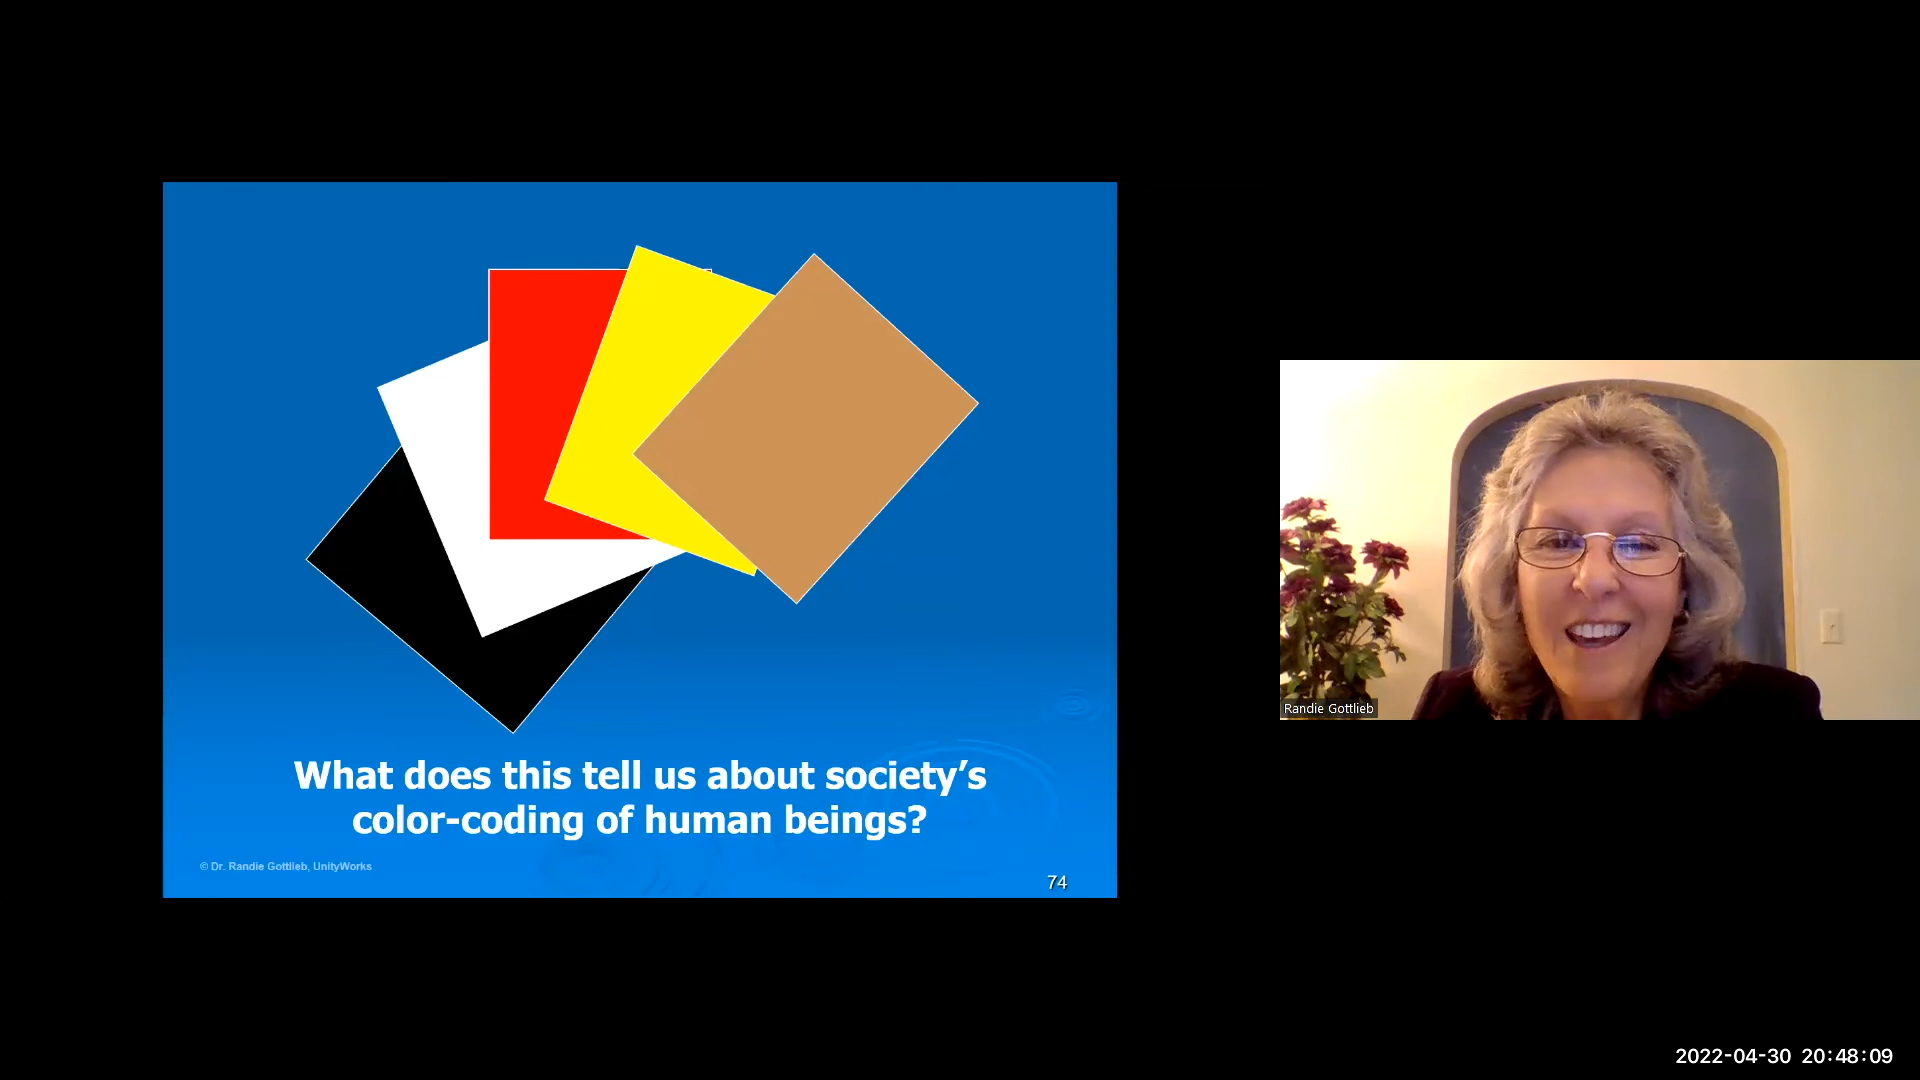 What does this tell us about society’s
color-coding of human beings?
© Dr. Randie Gottlieb, UnityWorks
74
Randie Gottlieb
2022-04-30 20:48:09